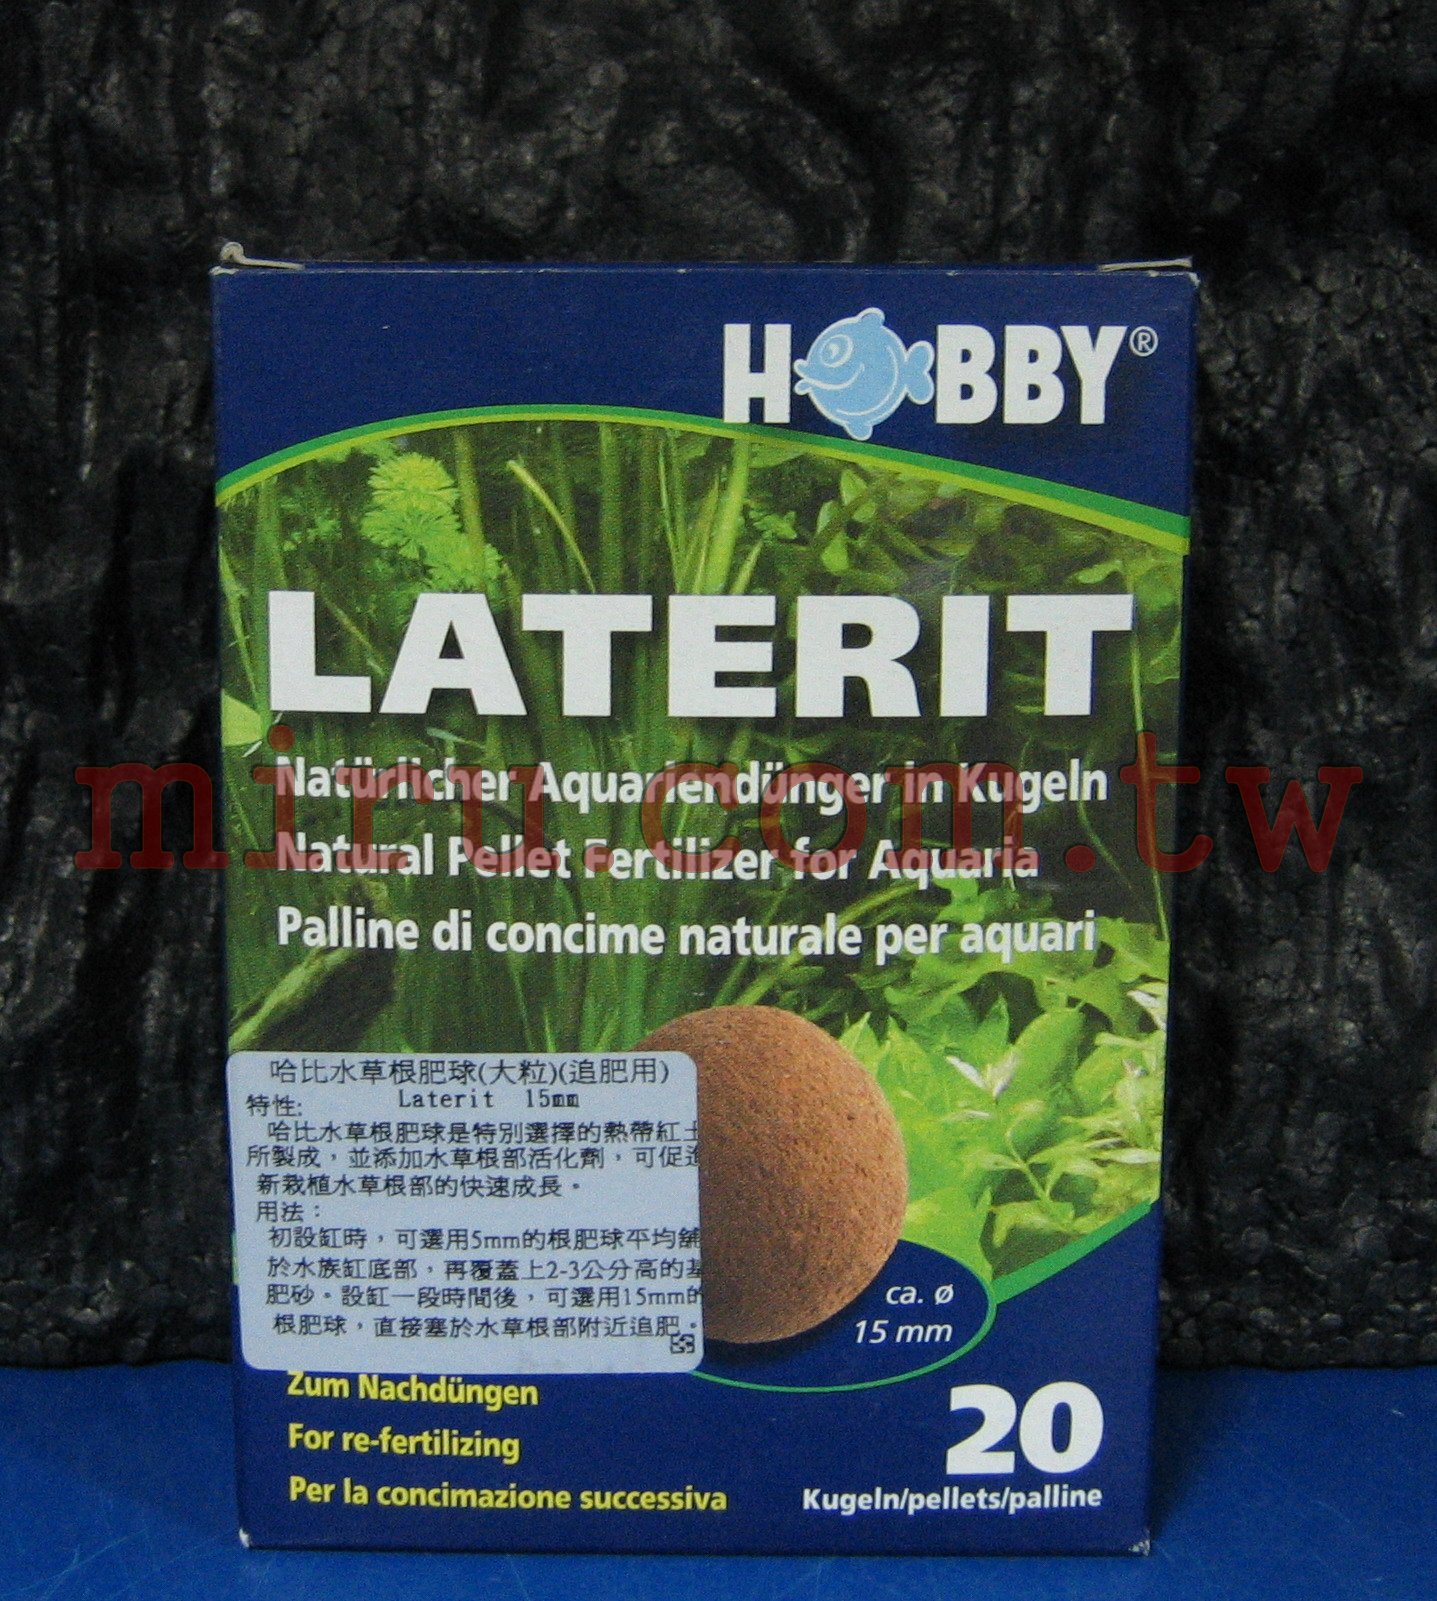 HOBBY®
LATERIT
Natürlicher Aquariendünger in Kugeln
Natural Pellet Fertilizer for Aquaria
Palline di concime naturale per aquari
miru.com.tw
哈比水草根肥球(大粒)(追肥用)
Laterit 15mm
特性:
哈比水草根肥球是特別選擇的熱帶紅土
所製成，並添加水草根部活化劑，可促進
新栽植水草根部的快速成長。
用法：
初設缸時，可選用5mm的根肥球平均舖
於水族缸底部，再覆蓋上2-3公分高的基
肥砂。設缸一段時間後，可選用15mm的
根肥球，直接塞於水草根部附近追肥。
ca. ø
15 mm
Zum Nachdüngen
For re-fertilizing
Per la concimazione successiva
20
Kugeln/pellets/palline